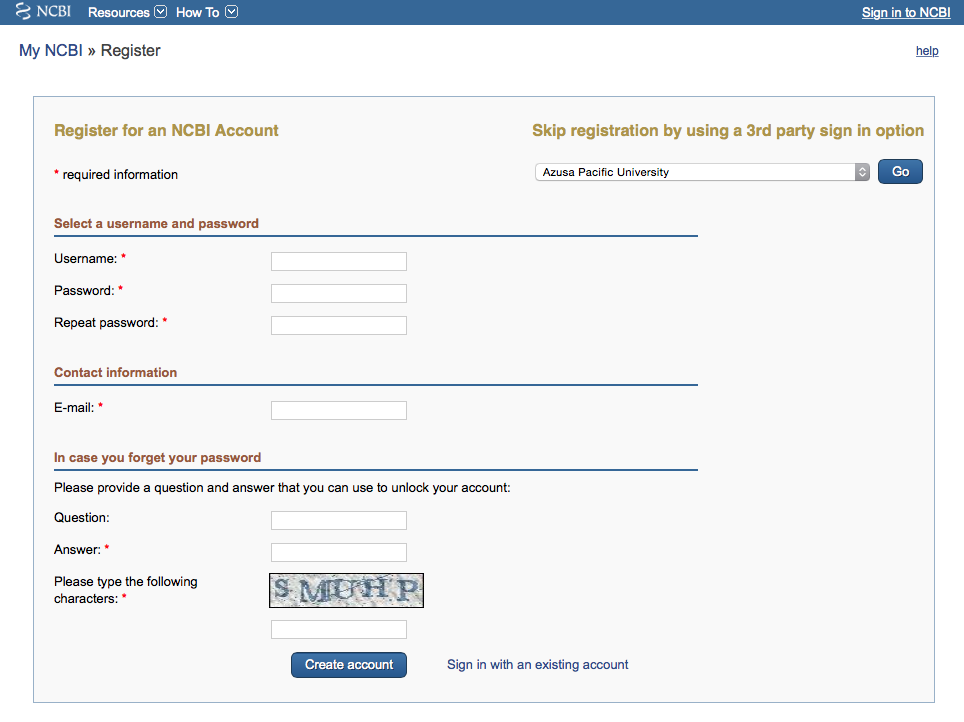 NCBI Resources How To Sign in to NCBI
My NCBI » Register help
Register for an NCBI Account Skip registration by using a 3rd party sign in option
* required information Azusa Pacific University Go
Select a username and password
Username: *
Password: *
Repeat password: *
Contact information
E-mail: *
In case you forget your password
Please provide a question and answer that you can use to unlock your account:
Question:
Answer: *
Please type the following
characters: *
SMUHP
Create account Sign in with an existing account